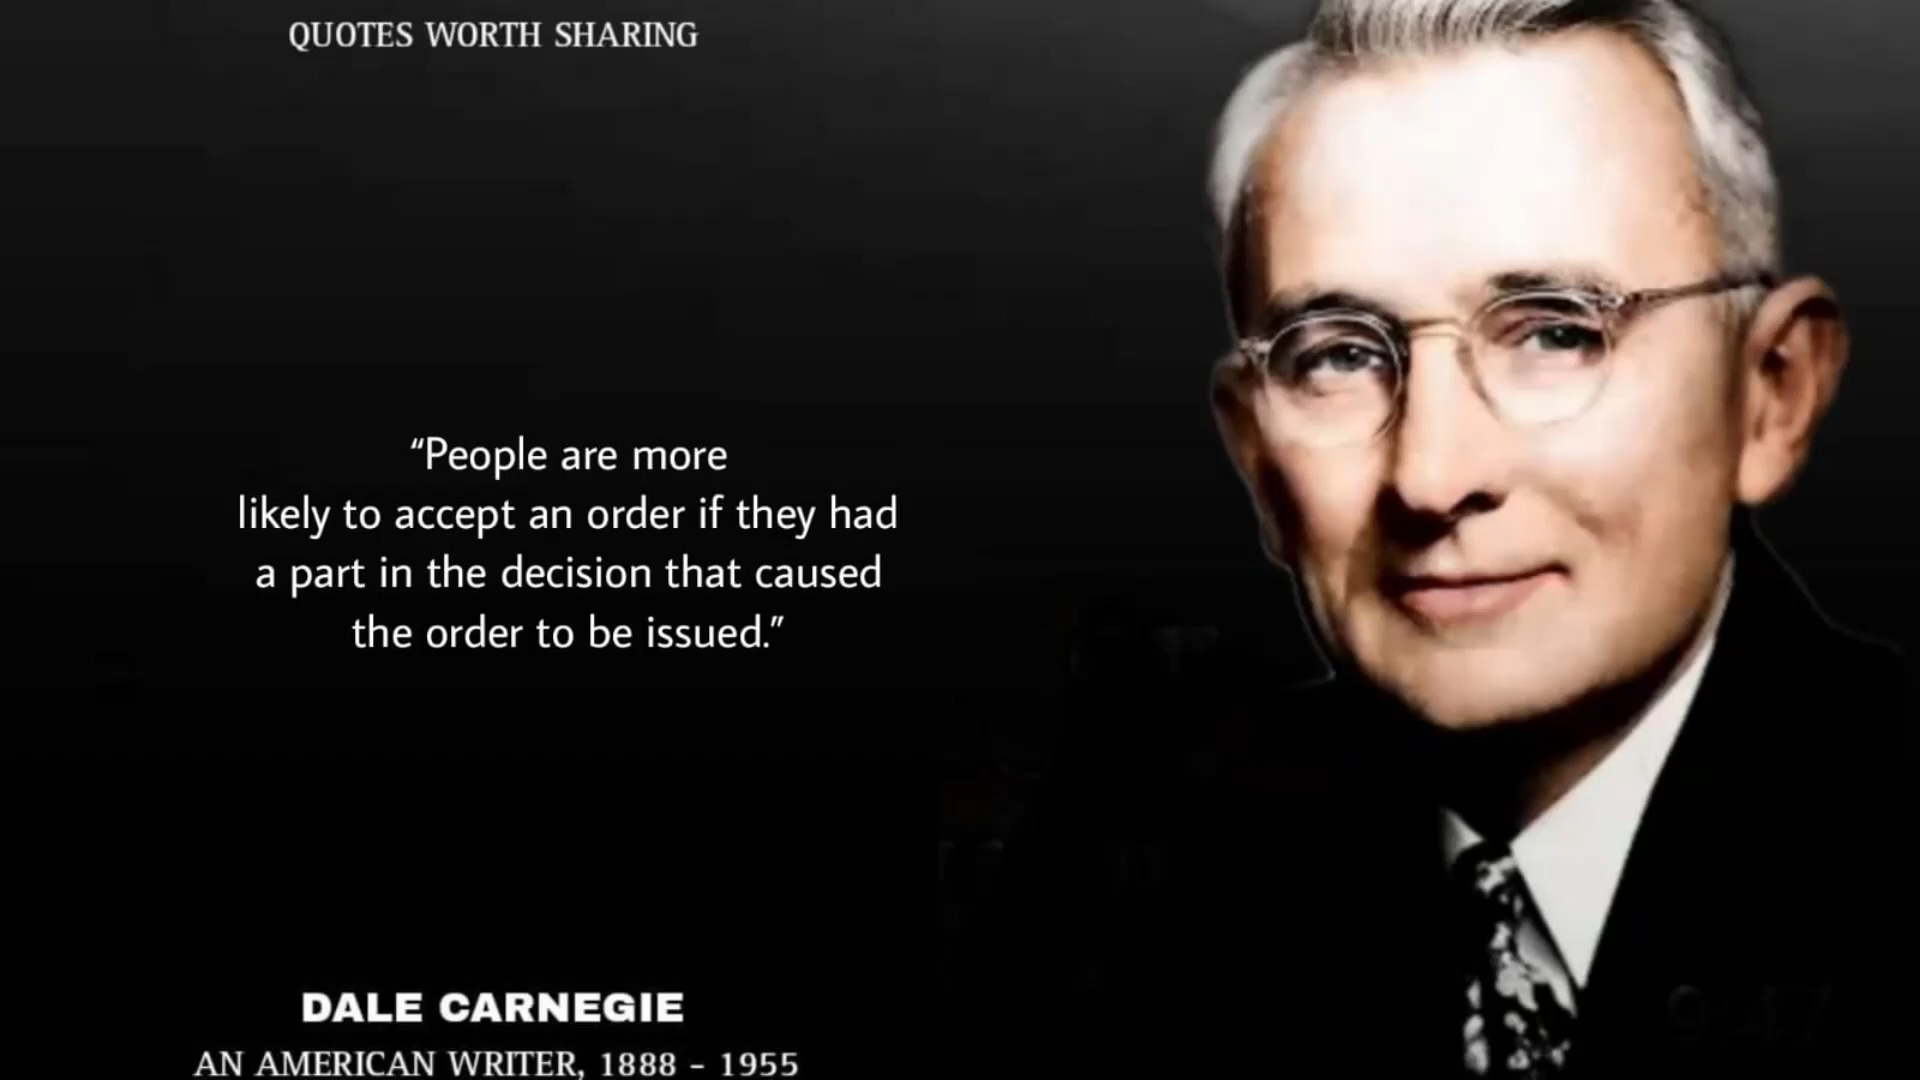 QUOTES WORTH SHARING
“People are more
likely to accept an order if they had
a part in the decision that caused
the order to be issued.”
DALE CARNEGIE
AN AMERICAN WRITER, 1888 – 1955